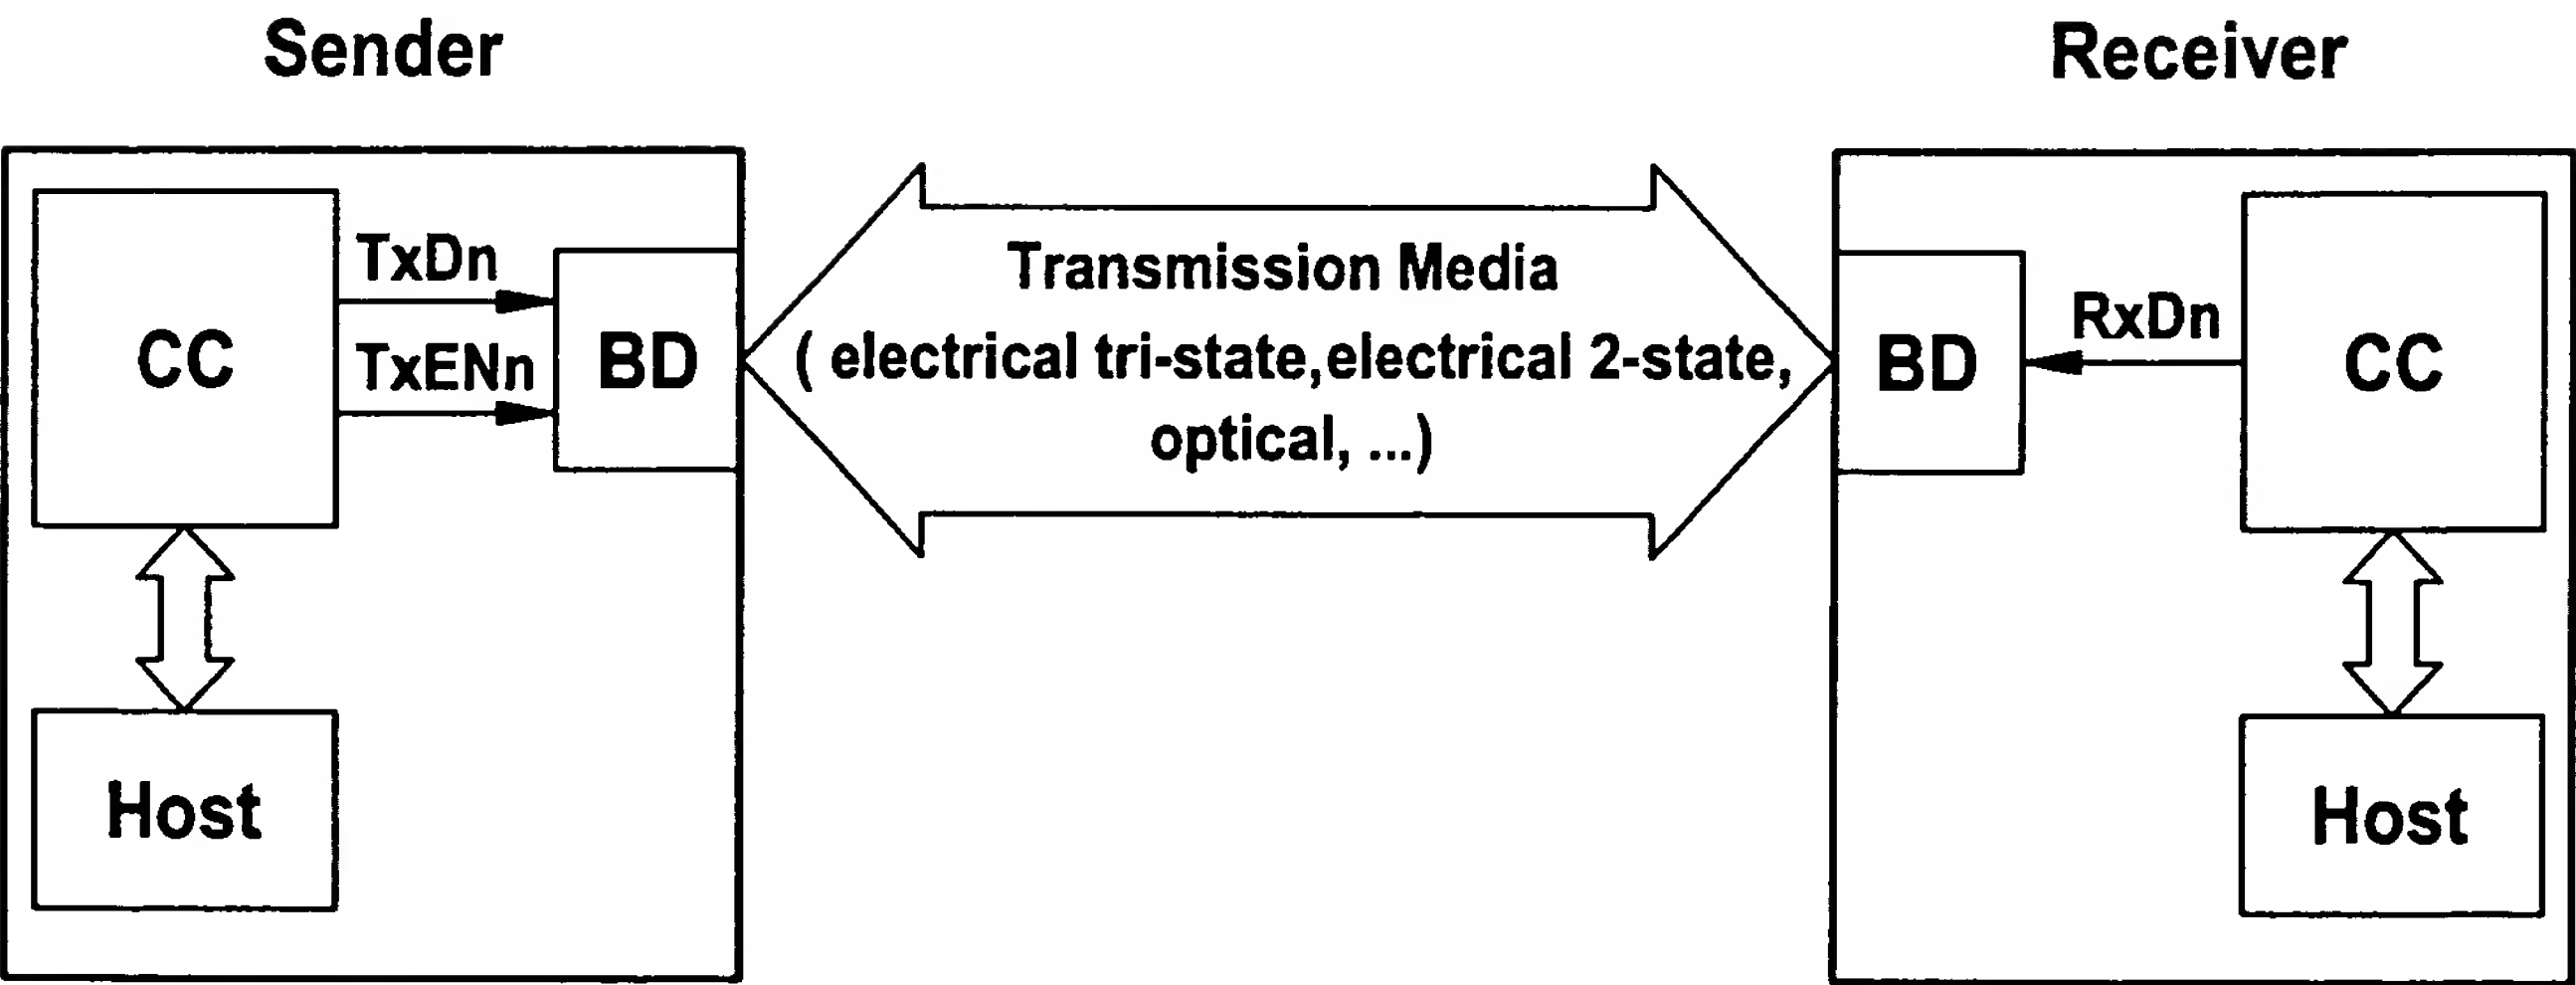 Sender
Receiver
TxDn
CC
TxENn
BD
Transmission Media
( electrical tri-state,electrical 2-state,
optical, ...)
BD
RxDn
CC
Host
Host